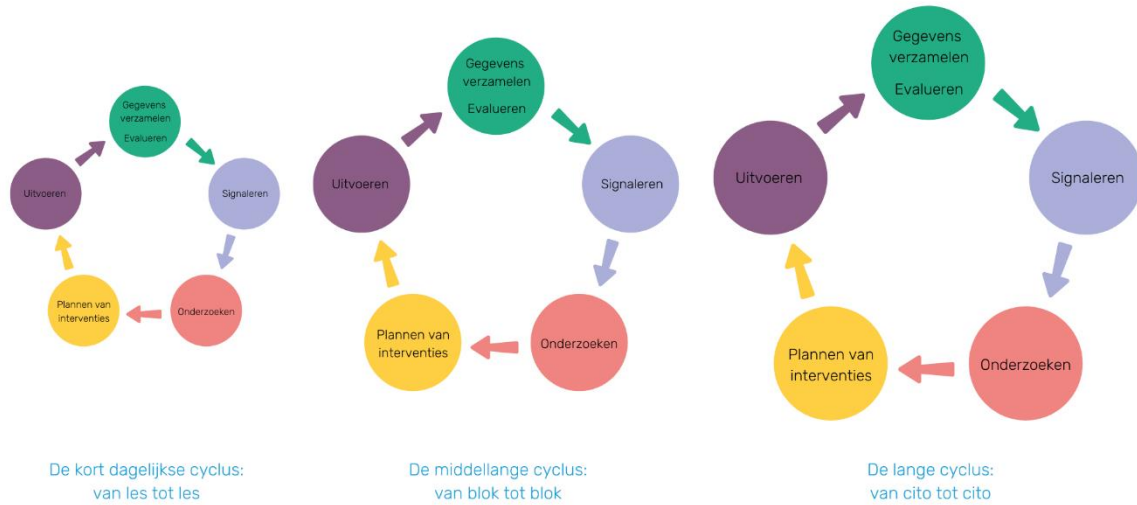 Gegevens
verzamelen
Evalueren
Signaleren
Onderzoeken
Plannen van
interventies
Uitvoeren
De kort dagelijkse cyclus:
van les tot les
Gegevens
verzamelen
Evalueren
Signaleren
Onderzoeken
Plannen van
interventies
Uitvoeren
De middellange cyclus:
van blok tot blok
Gegevens
verzamelen
Evalueren
Signaleren
Onderzoeken
Plannen van
interventies
Uitvoeren
De lange cyclus:
van cito tot cito